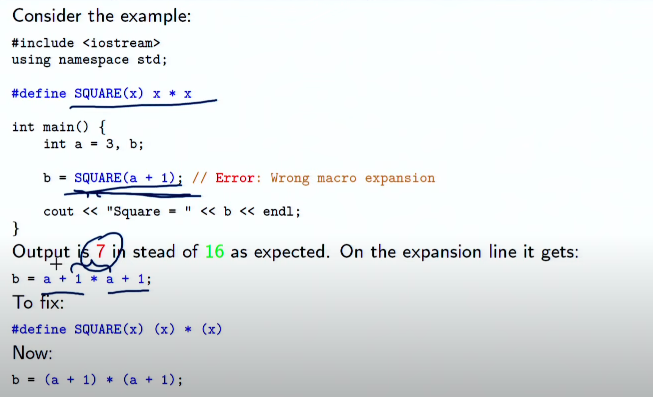 Consider the example:
#include <iostream>
using namespace std;
#define SQUARE(x) x * x
int main() {
int a = 3, b;
b = SQUARE(a + 1); // Error: Wrong macro expansion
cout << "Square = " << b << endl;
}
Output is 7 in stead of 16 as expected. On the expansion line it gets:
b = a + 1 * a + 1;
To fix:
#define SQUARE(x) (x) * (x)
Now:
b = (a + 1) * (a + 1);